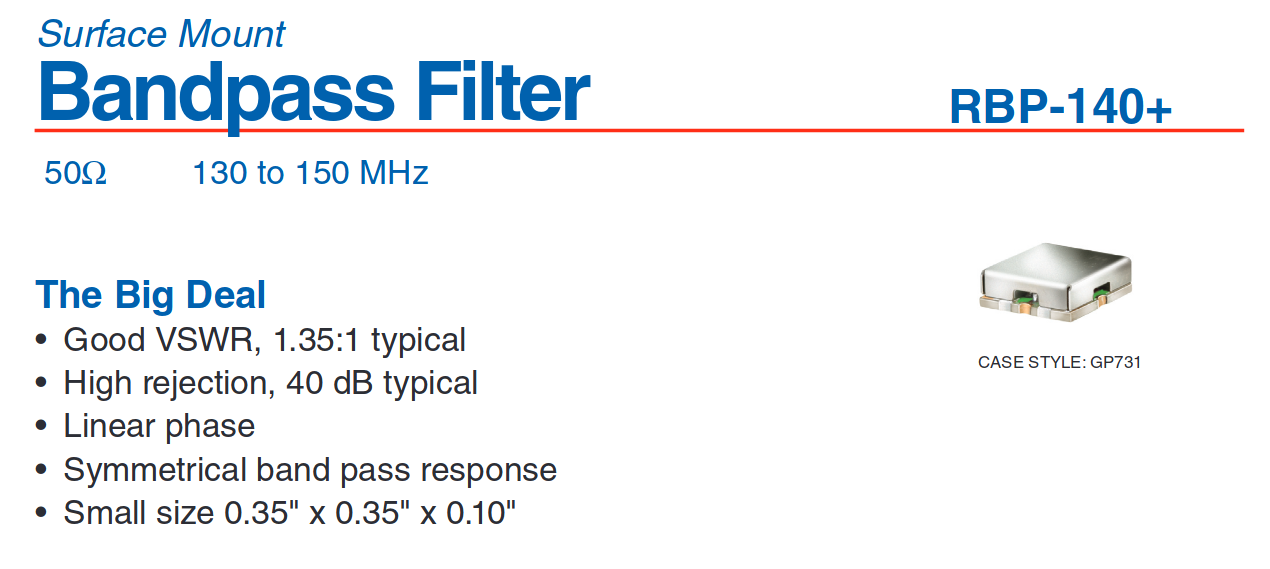 Surface Mount
Bandpass Filter
RBP-140+
50Ω 130 to 150 MHz
The Big Deal
• Good VSWR, 1.35:1 typical
• High rejection, 40 dB typical
• Linear phase
• Symmetrical band pass response
• Small size 0.35" x 0.35" x 0.10"
CASE STYLE: GP731